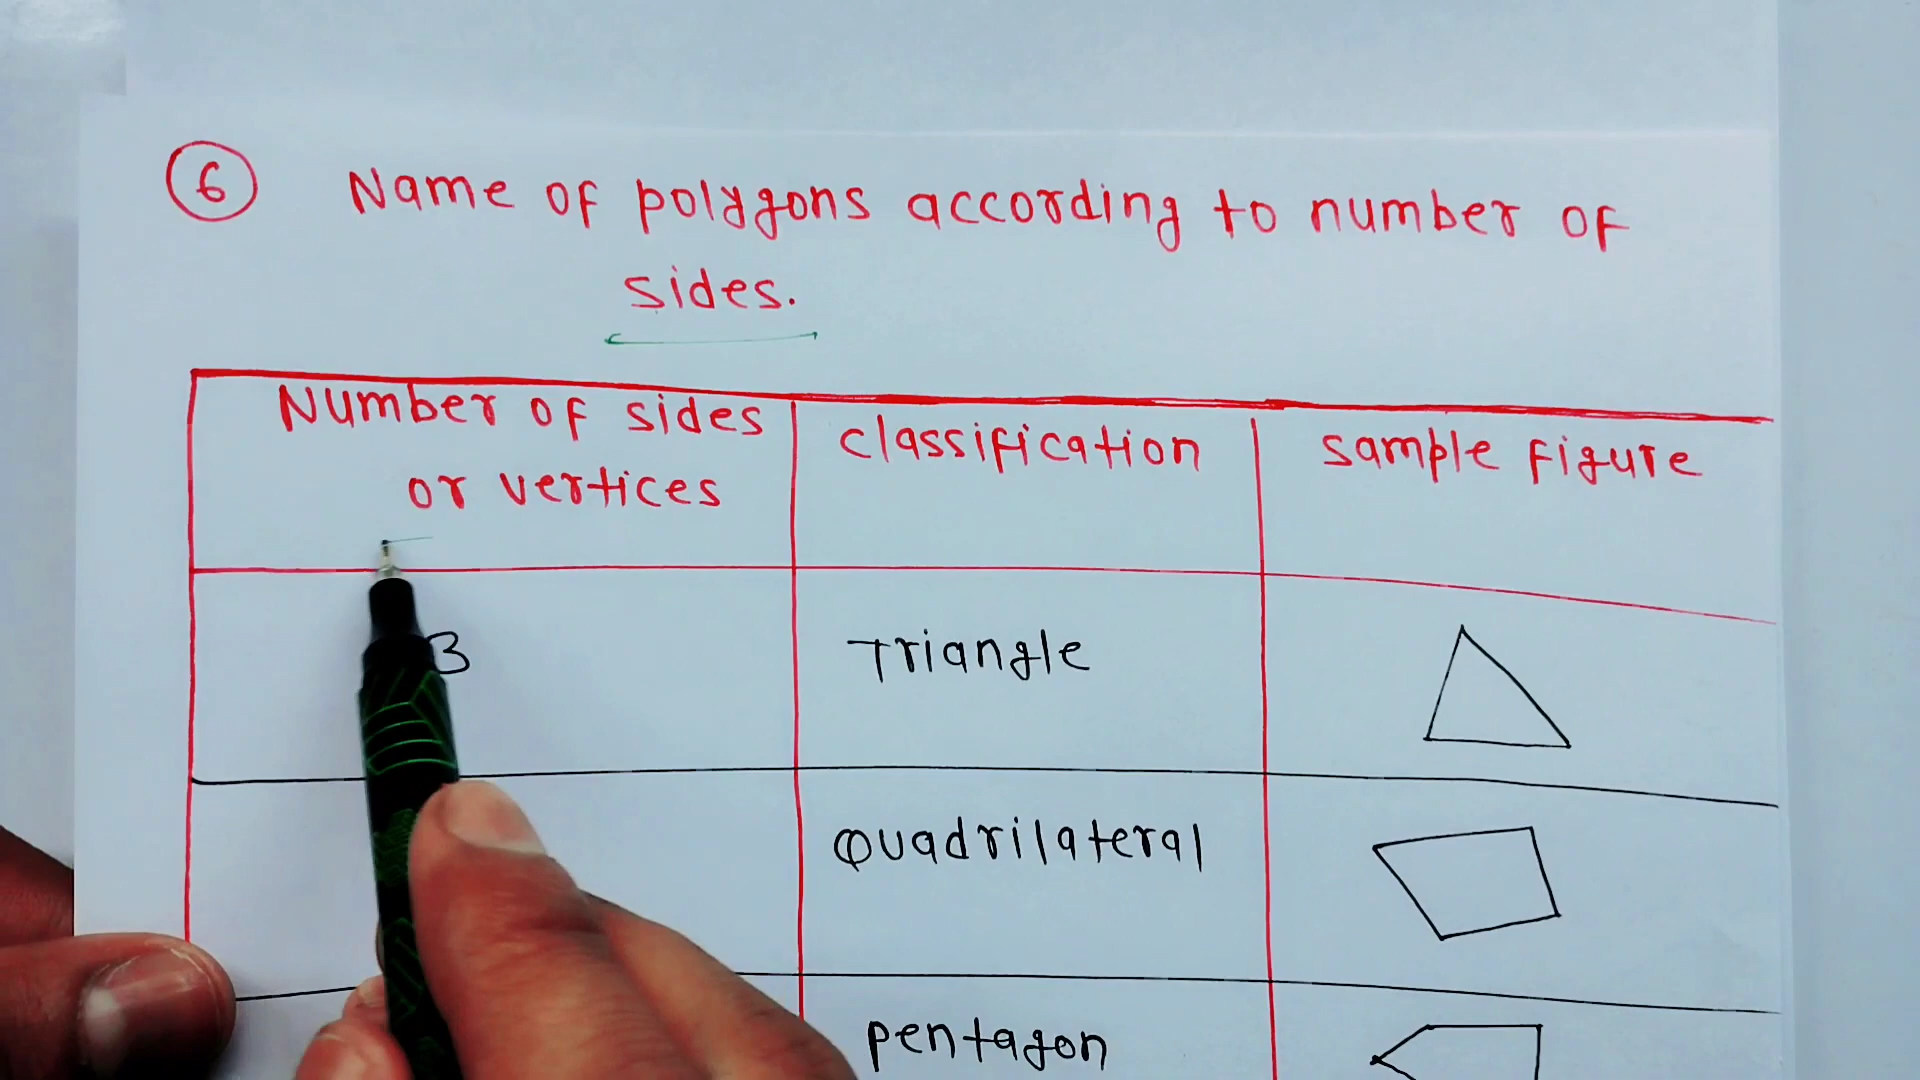 6 Name of polygons according to number of
sides.
Number of sides
or vertices
classification
sample figure
3
Triangle
Quadrilateral
pentagon